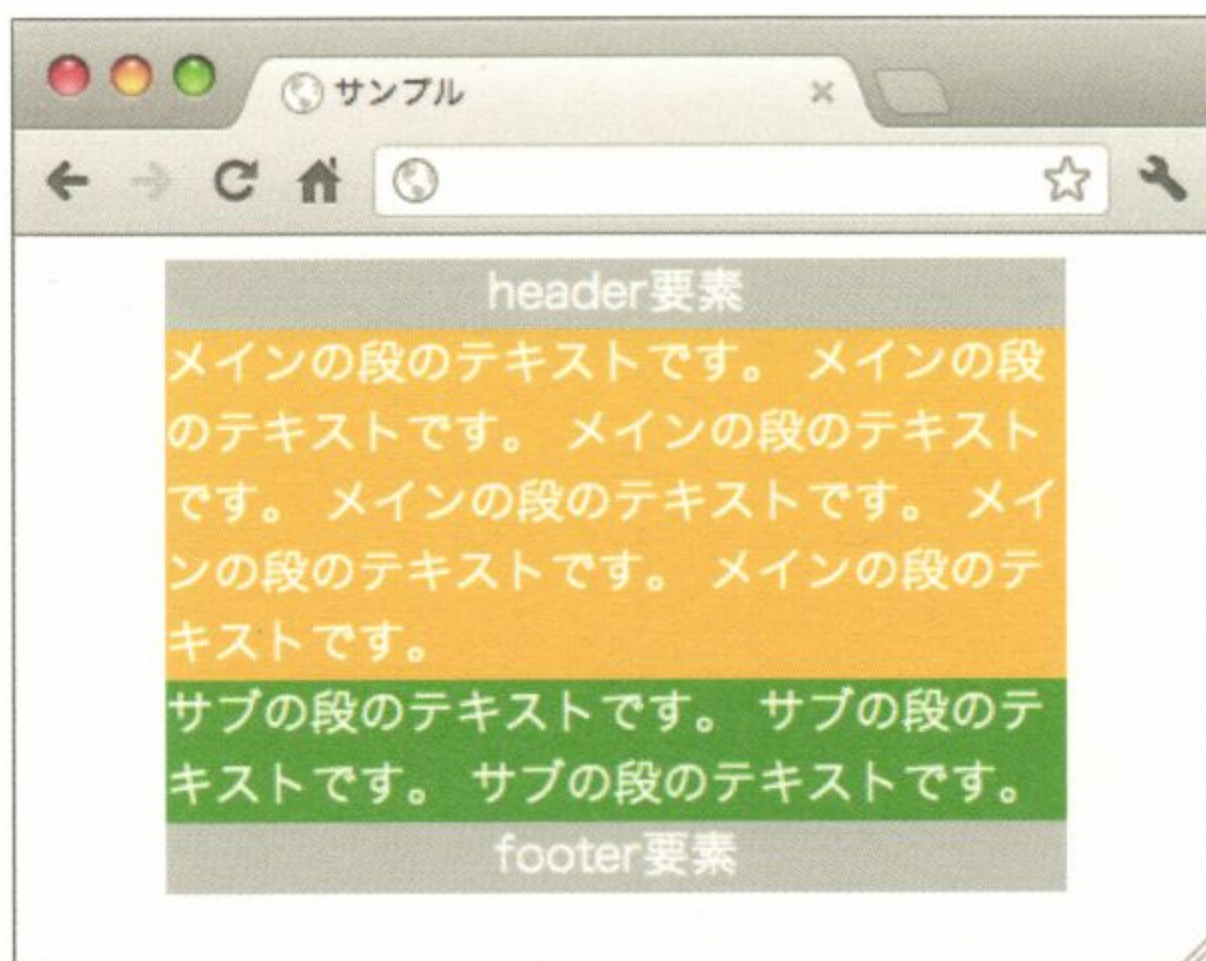 サンプル
header要素
メインの段のテキストです。 メインの段
のテキストです。 メインの段のテキスト
です。 メインの段のテキストです。 メイ
ンの段のテキストです。 メインの段のテ
キストです。
サブの段のテキストです。 サブの段のテ
キストです。 サブの段のテキストです。
footer要素